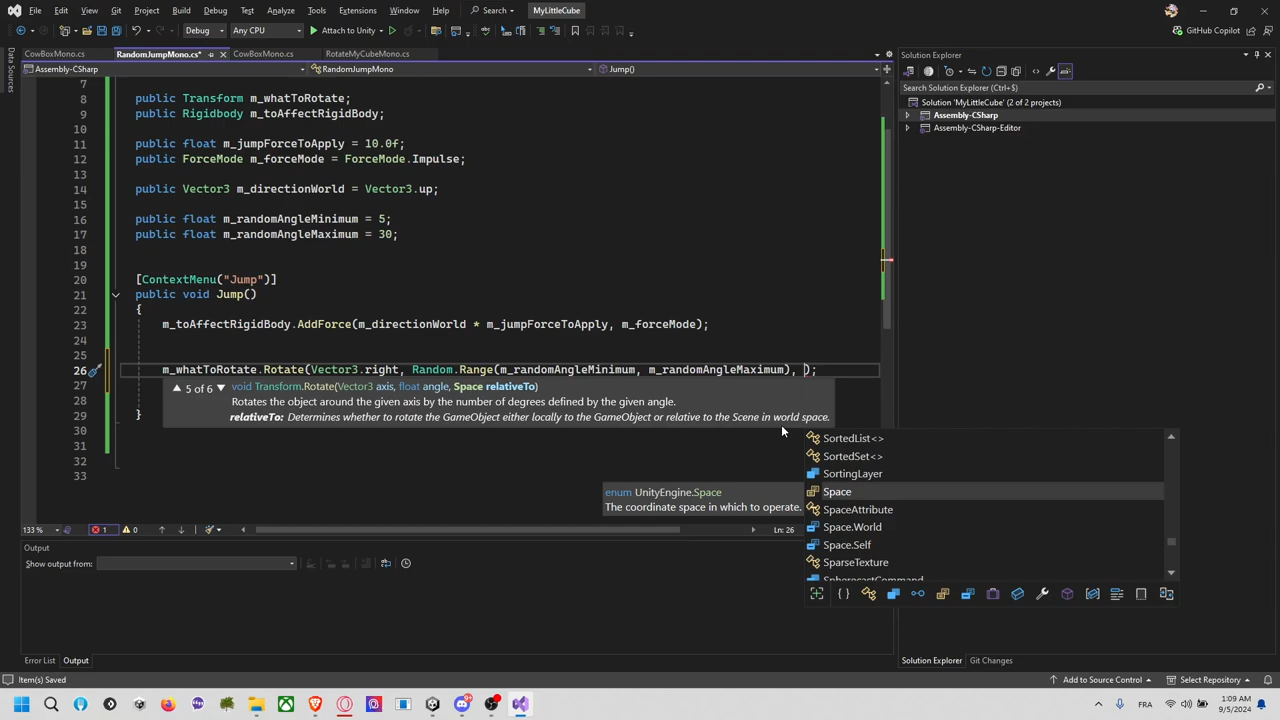 File Edit View Git Project Build Debug Test Analyze Tools Extensions Window Help Search MyLittleCube
Debug Any CPU Attach to Unity GitHub Copilot
CowBoxMono.cs RandomJumpMono.cs* CowBoxMono.cs RotateMyCubeMono.cs
Assembly-CSharp RandomJumpMono Jump()
Data Sources
7
8 public Transform m_whatToRotate;
9 public Rigidbody m_toAffectRigidBody;
10
11 public float m_jumpForceToApply = 10.0f;
12 public ForceMode m_forceMode = ForceMode.Impulse;
13
14 public Vector3 m_directionWorld = Vector3.up;
15
16 public float m_randomAngleMinimum = 5;
17 public float m_randomAngleMaximum = 30;
18
19
20 [ContextMenu("Jump")]
21 public void Jump()
22 {
23 m_toAffectRigidBody.AddForce(m_directionWorld * m_jumpForceToApply, m_forceMode);
24
25
26 m_whatToRotate.Rotate(Vector3.right, Random.Range(m_randomAngleMinimum, m_randomAngleMaximum), );
27
28
29 }
30
31
32
33
5 of 6 void Transform.Rotate(Vector3 axis, float angle, Space relativeTo)
Rotates the object around the given axis by the number of degrees defined by the given angle.
relativeTo: Determines whether to rotate the GameObject either locally to the GameObject or relative to the Scene in world space.
SortedList<>
SortedSet<>
SortingLayer
Space
SpaceAttribute
Space.World
Space.Self
SparseTexture
SpherecastCommand
enum UnityEngine.Space
The coordinate space in which to operate.
133 % 1 0 Ln: 26
Output
Show output from:
Error List Output
Solution Explorer
Search Solution Explorer (Ctrl+$)
Solution 'MyLittleCube' (2 of 2 projects)
Assembly-CSharp
Assembly-CSharp-Editor
Solution Explorer Git Changes
Item(s) Saved Add to Source Control Select Repository
FRA 1:09 AM
9/5/2024